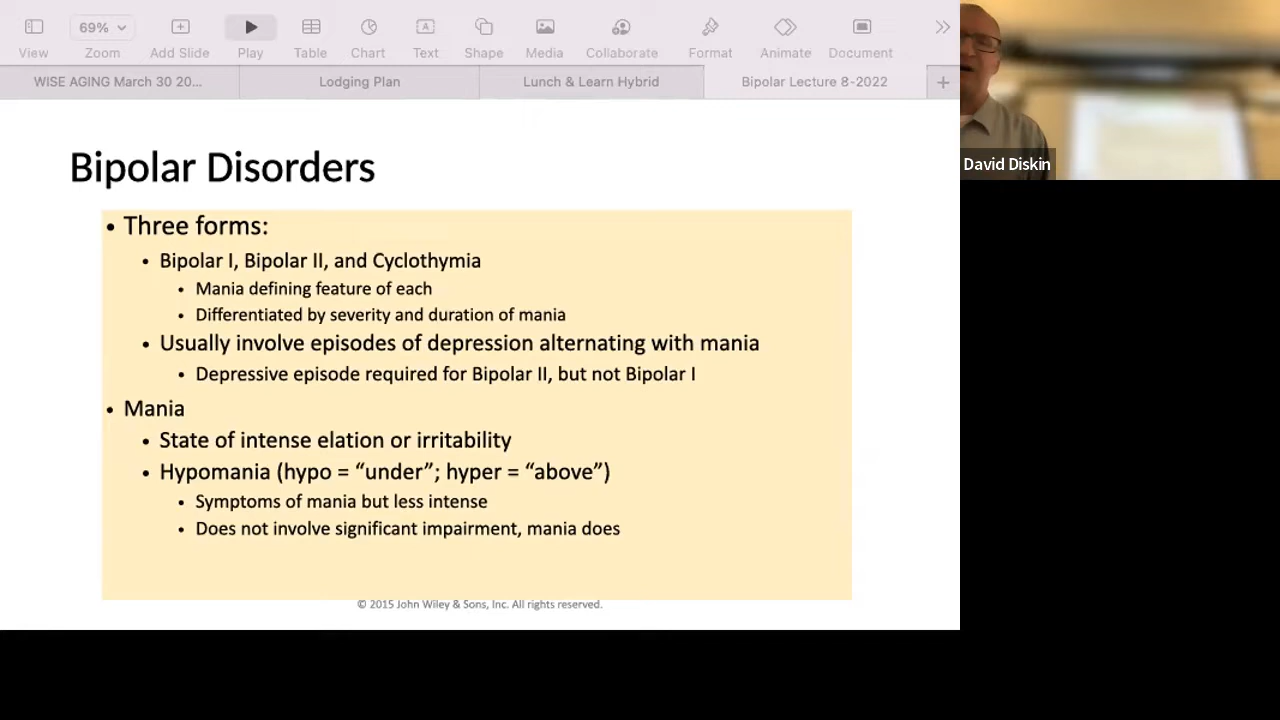 69%
View
Zoom
Add Slide
Play
Table
Chart
Text
Shape
Media
Collaborate
Format
Animate
Document
WISE AGING March 30 20...
Lodging Plan
Lunch & Learn Hybrid
Bipolar Lecture 8-2022
David Diskin
Bipolar Disorders
• Three forms:
• Bipolar I, Bipolar II, and Cyclothymia
• Mania defining feature of each
• Differentiated by severity and duration of mania
• Usually involve episodes of depression alternating with mania
• Depressive episode required for Bipolar II, but not Bipolar I
• Mania
• State of intense elation or irritability
• Hypomania (hypo = “under”; hyper = “above”)
• Symptoms of mania but less intense
• Does not involve significant impairment, mania does
© 2015 John Wiley & Sons, Inc. All rights reserved.